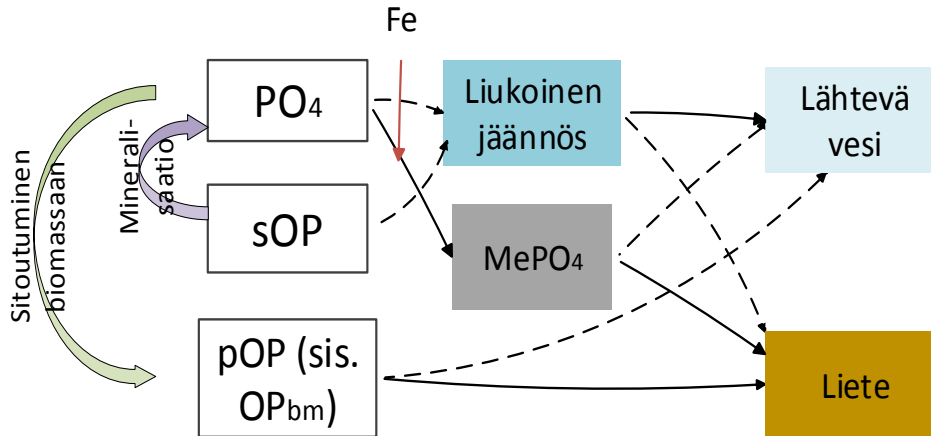 Fe
Sitoutuminen
biomassaan
Minerali-
saatio
PO4
sOP
pOP (sis.
OPbm)
Liukoinen
jäännös
MePO4
Lähtevä
vesi
Liete